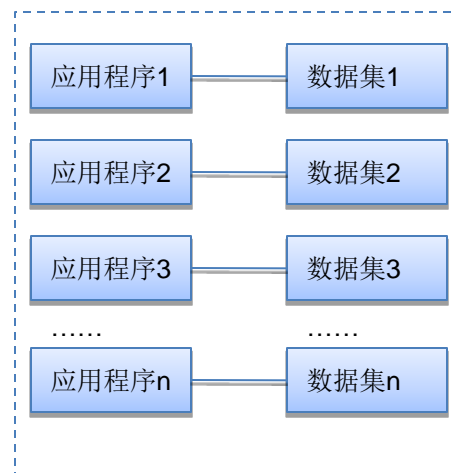 应用程序1 数据集1
应用程序2 数据集2
应用程序3 数据集3
…… ……
应用程序n 数据集n